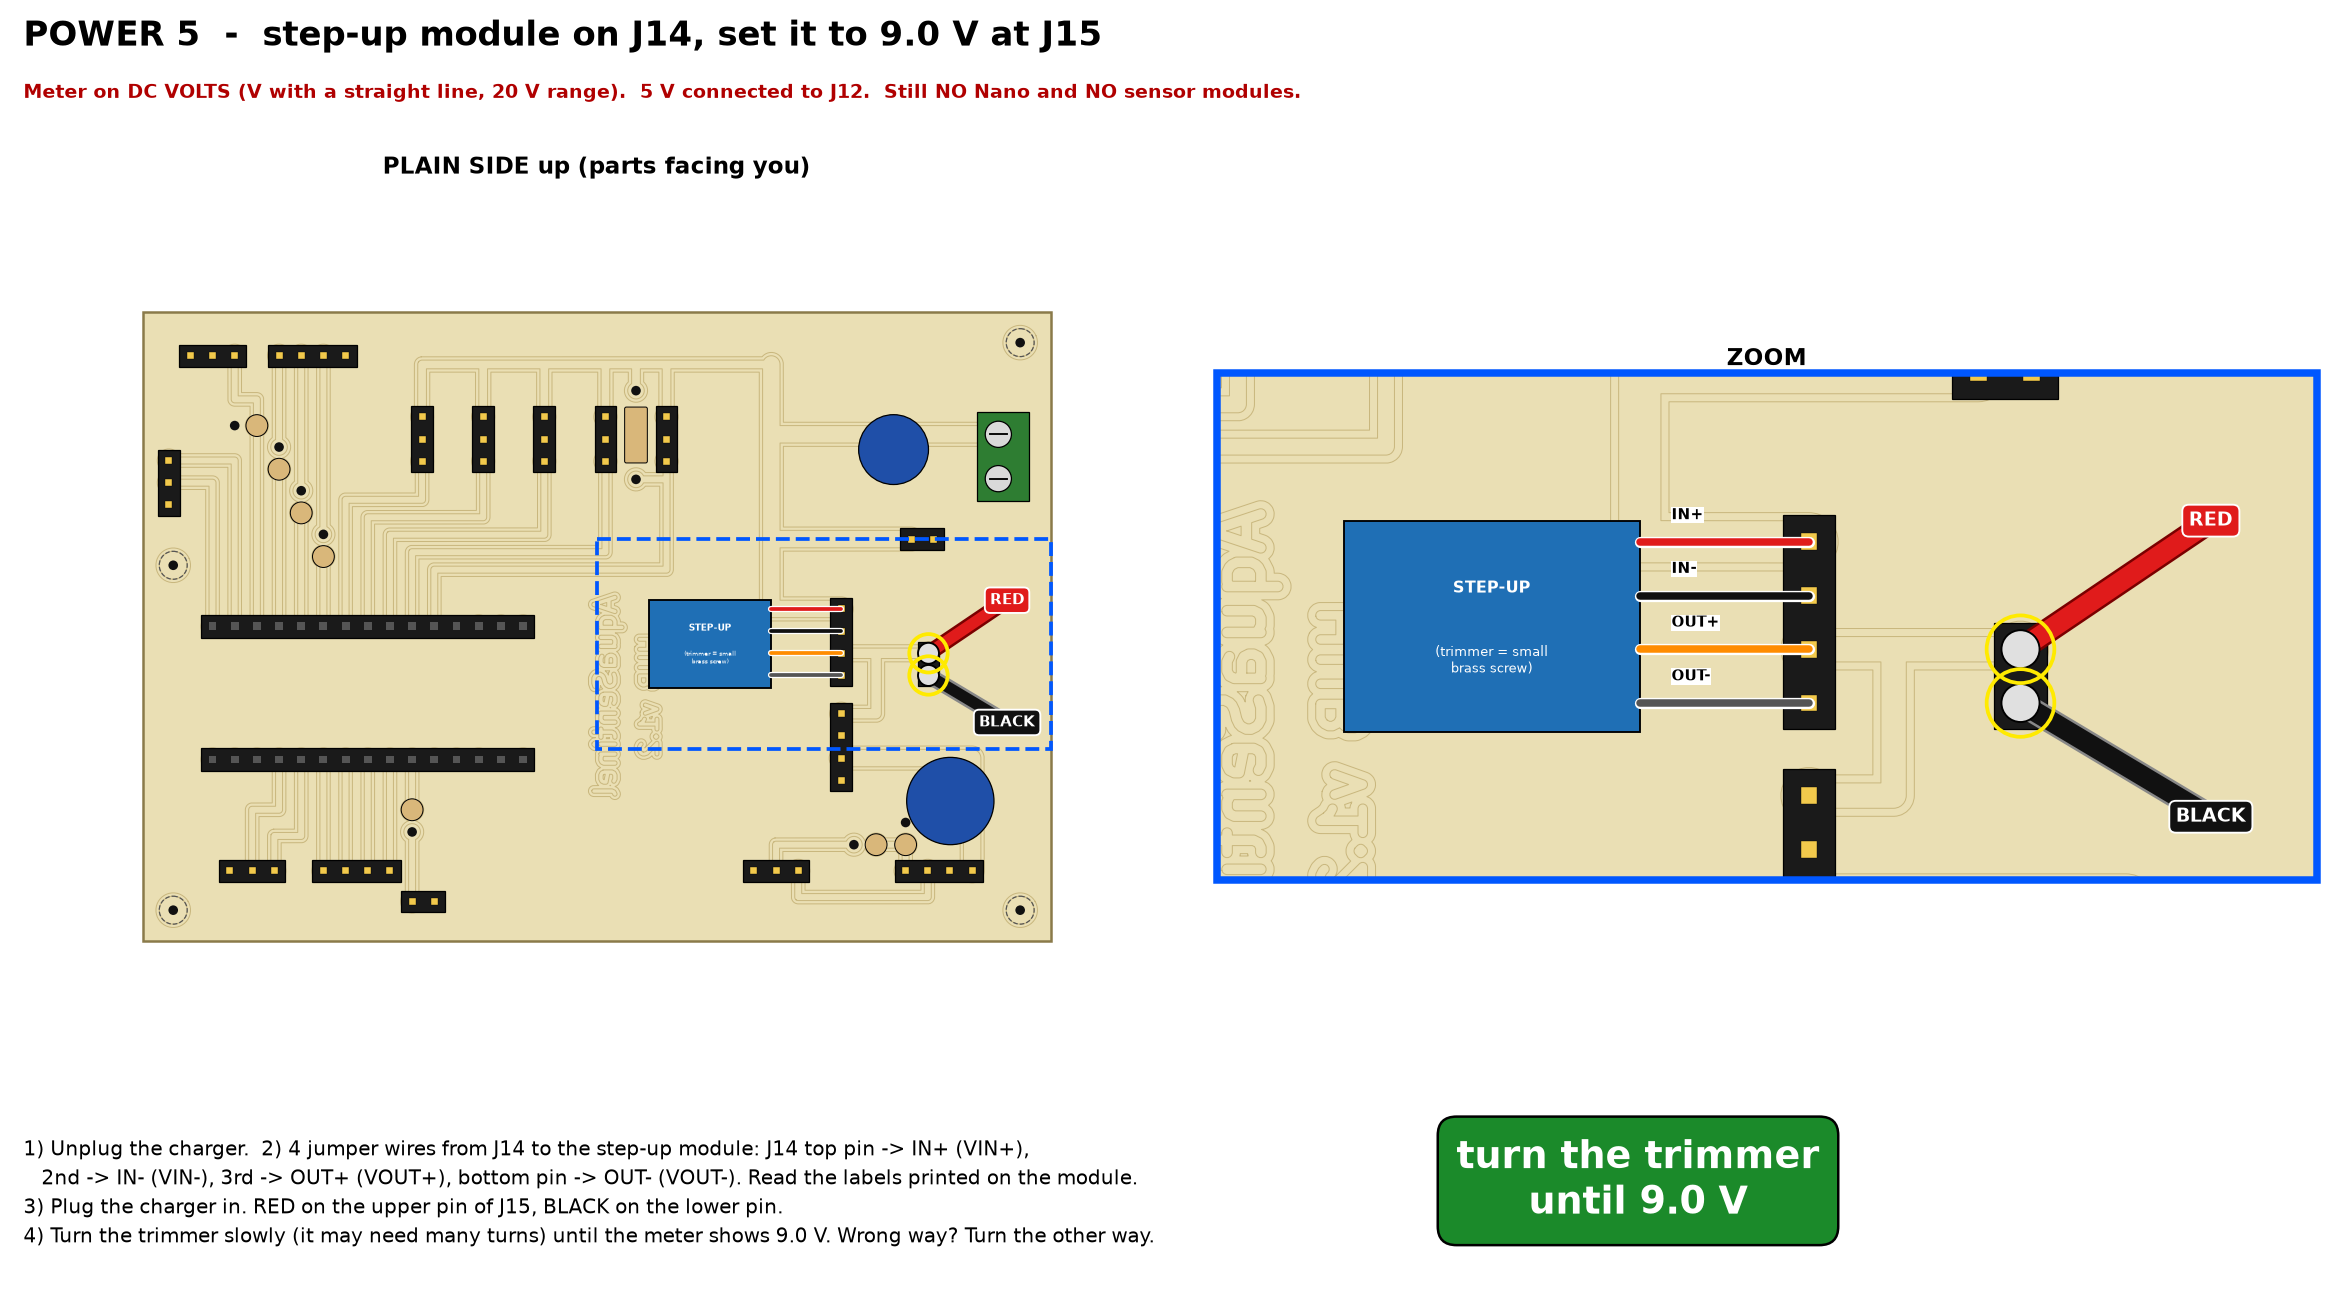 POWER 5 - step-up module on J14, set it to 9.0 V at J15
Meter on DC VOLTS (V with a straight line, 20 V range). 5 V connected to J12. Still NO Nano and NO sensor modules.
PLAIN SIDE up (parts facing you)
STEP-UP
(trimmer = small
brass screw)
RED
BLACK
ZOOM
IN+
IN-
OUT+
OUT-
STEP-UP
(trimmer = small
brass screw)
RED
BLACK
1) Unplug the charger. 2) 4 jumper wires from J14 to the step-up module: J14 top pin -> IN+ (VIN+),
2nd -> IN- (VIN-), 3rd -> OUT+ (VOUT+), bottom pin -> OUT- (VOUT-). Read the labels printed on the module.
3) Plug the charger in. RED on the upper pin of J15, BLACK on the lower pin.
4) Turn the trimmer slowly (it may need many turns) until the meter shows 9.0 V. Wrong way? Turn the other way.
turn the trimmer
until 9.0 V